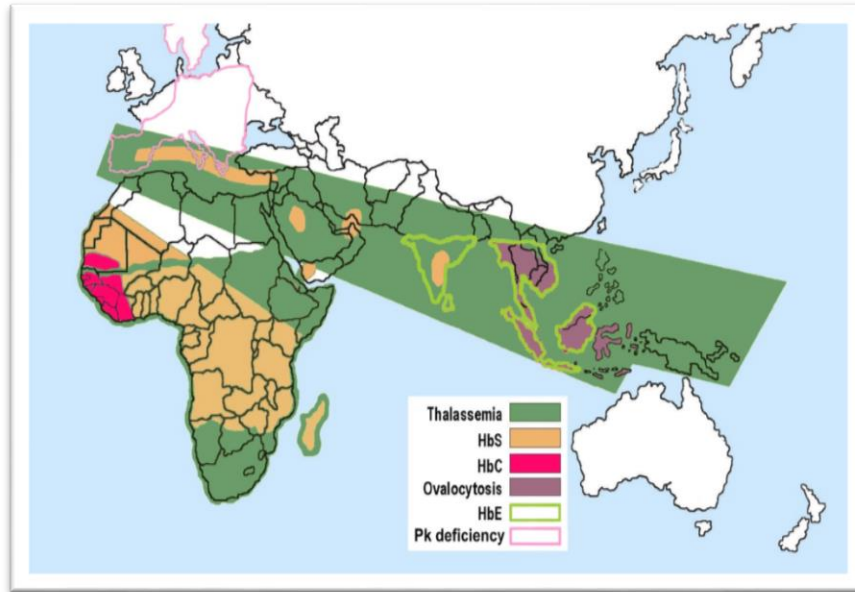 Thalassemia
HbS
HbC
Ovalocytosis
HbE
Pk deficiency